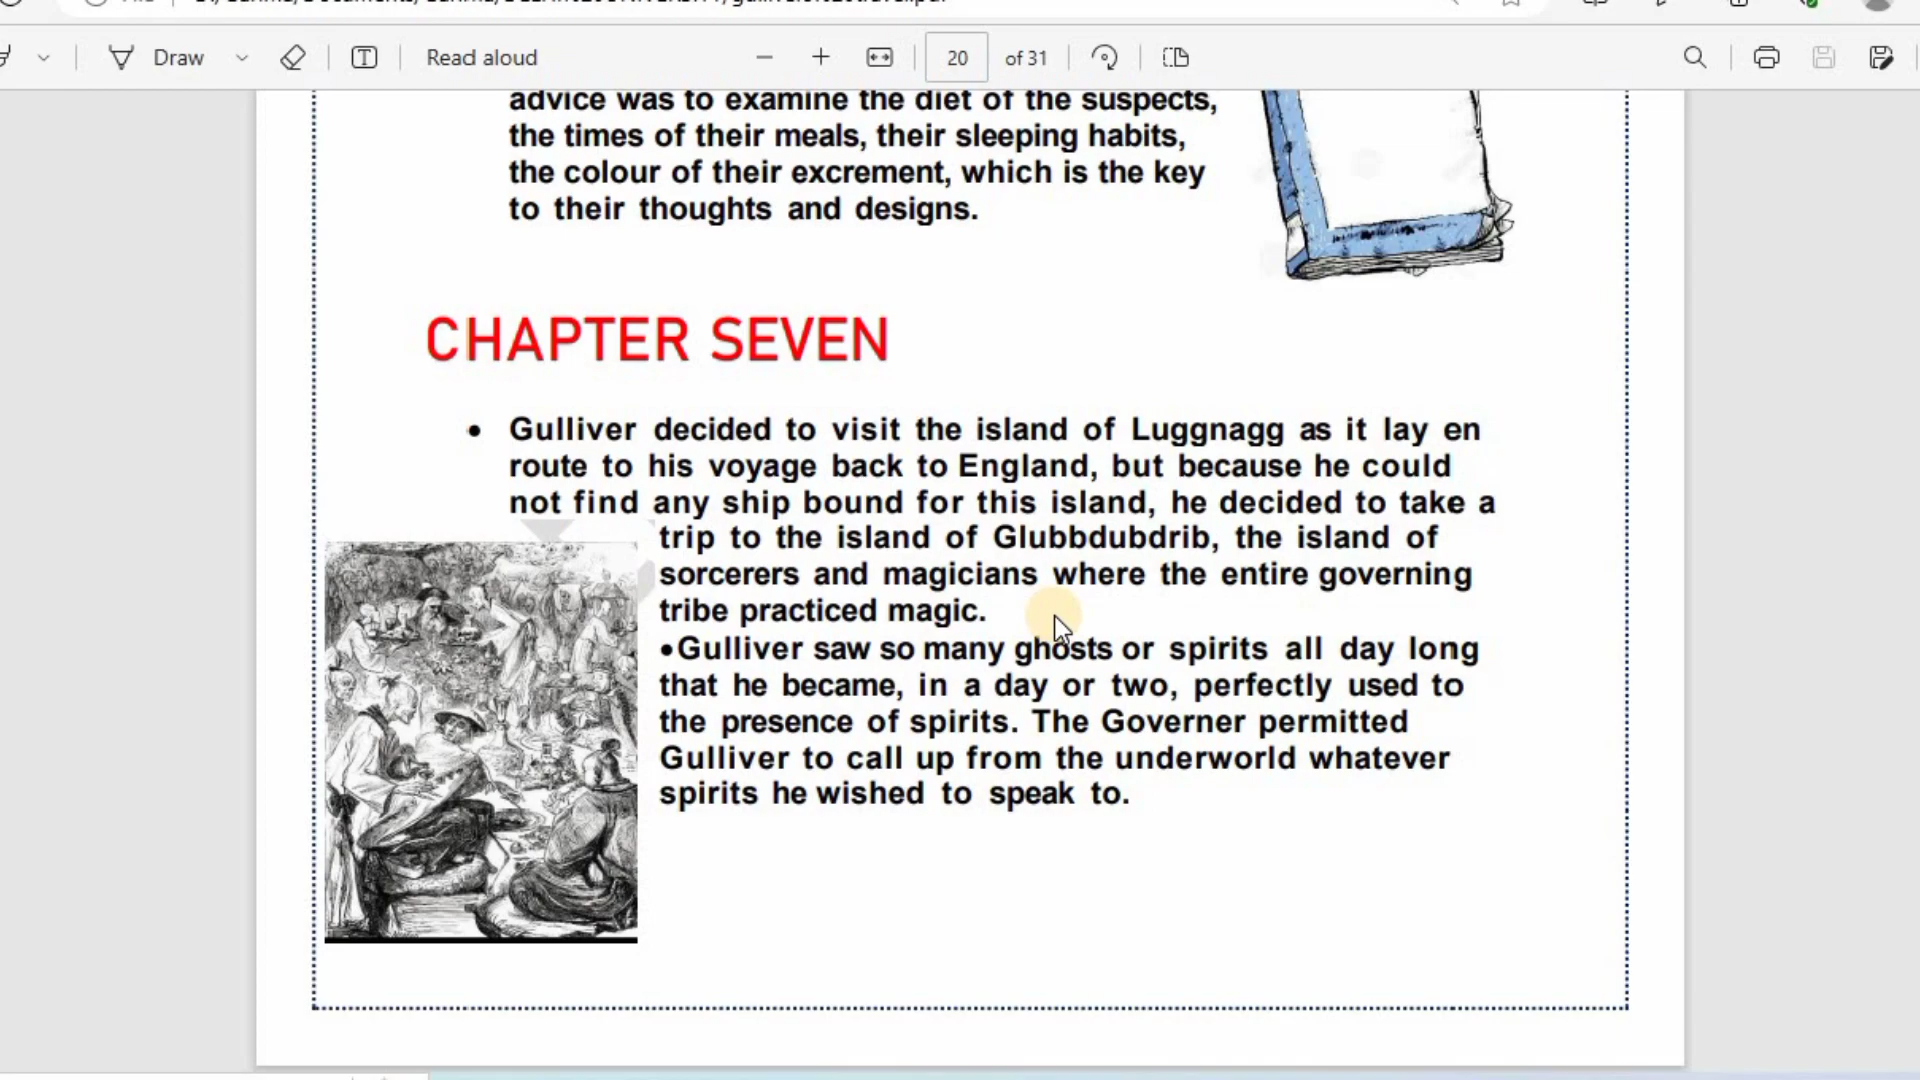 Draw
Read aloud
20
of 31
advice was to examine the diet of the suspects,
the times of their meals, their sleeping habits,
the colour of their excrement, which is the key
to their thoughts and designs.
CHAPTER SEVEN
• Gulliver decided to visit the island of Luggnagg as it lay en
route to his voyage back to England, but because he could
not find any ship bound for this island, he decided to take a
trip to the island of Glubbdubdrib, the island of
sorcerers and magicians where the entire governing
tribe practiced magic.
•Gulliver saw so many ghosts or spirits all day long
that he became, in a day or two, perfectly used to
the presence of spirits. The Governer permitted
Gulliver to call up from the underworld whatever
spirits he wished to speak to.